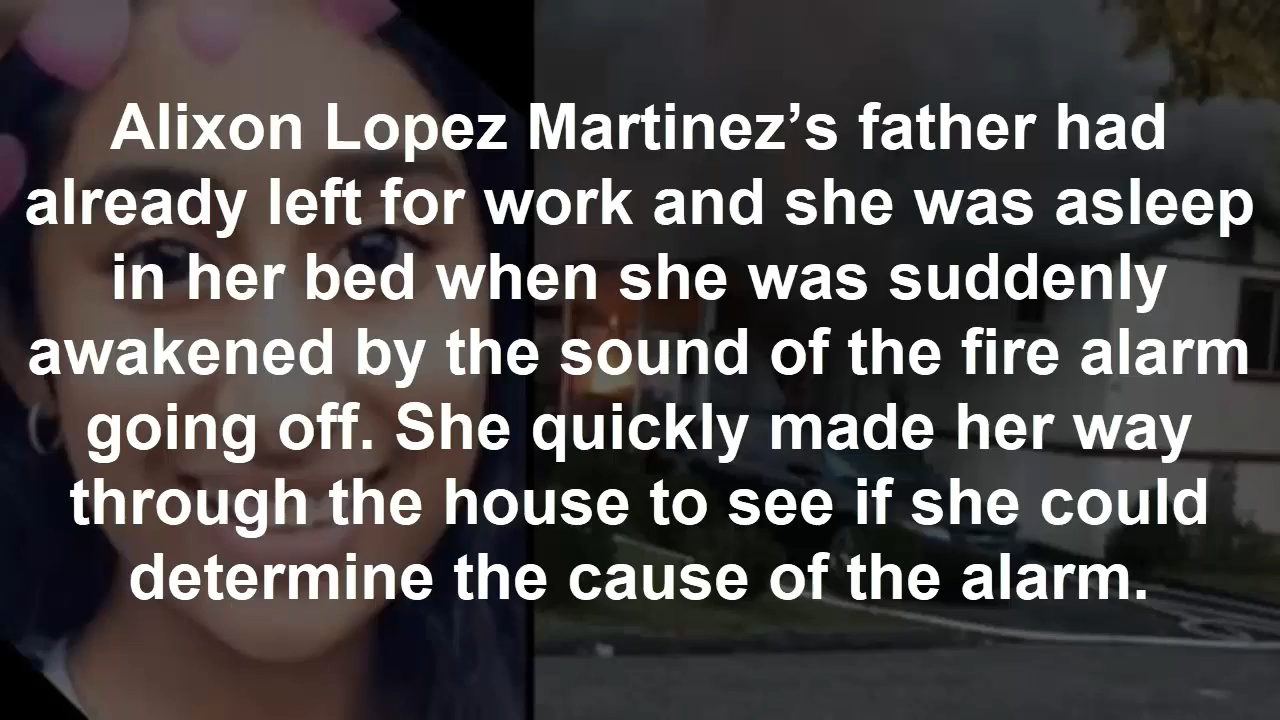 Alixon Lopez Martinez’s father had
already left for work and she was asleep
in her bed when she was suddenly
awakened by the sound of the fire alarm
going off. She quickly made her way
through the house to see if she could
determine the cause of the alarm.